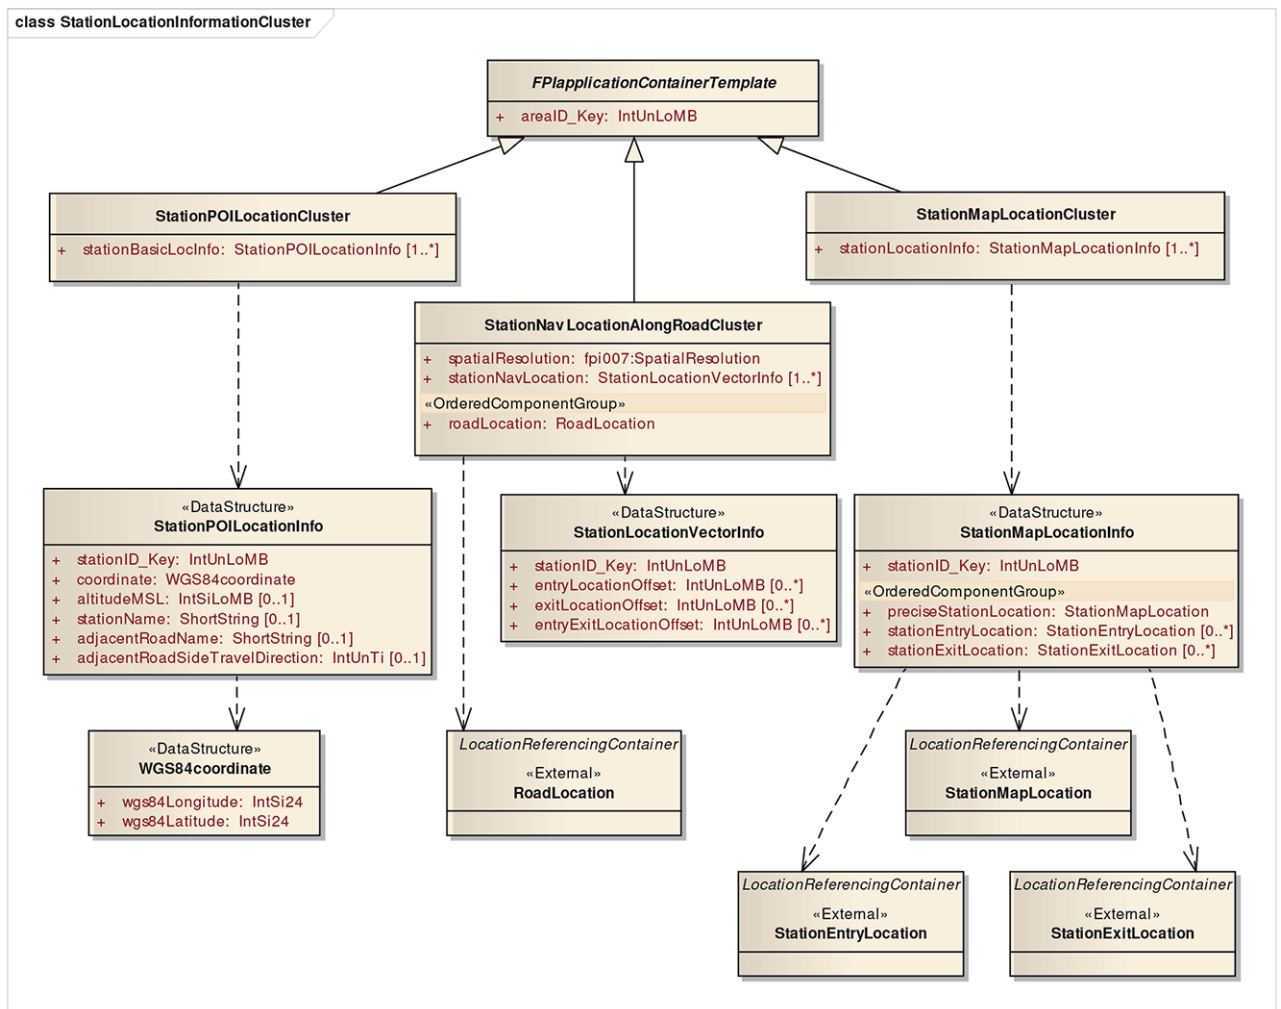 class StationLocationInformationCluster
FPIapplicationContainerTemplate
+ areaID_Key: IntUnLoMB
StationPOILocationCluster
+ stationBasicLocInfo: StationPOILocationInfo [1..*]
StationMapLocationCluster
+ stationLocationInfo: StationMapLocationInfo [1..*]
StationNavLocationAlongRoadCluster
+ spatialResolution: fpi007:SpatialResolution
+ stationNavLocation: StationLocationVectorInfo [1..*]
«OrderedComponentGroup»
+ roadLocation: RoadLocation
«DataStructure»
StationPOILocationInfo
+ stationID_Key: IntUnLoMB
+ coordinate: WGS84coordinate
+ altitudeMSL: IntSiLoMB [0..1]
+ stationName: ShortString [0..1]
+ adjacentRoadName: ShortString [0..1]
+ adjacentRoadSideTravelDirection: IntUnTi [0..1]
«DataStructure»
StationLocationVectorInfo
+ stationID_Key: IntUnLoMB
+ entryLocationOffset: IntUnLoMB [0..*]
+ exitLocationOffset: IntUnLoMB [0..*]
+ entryExitLocationOffset: IntUnLoMB [0..*]
«DataStructure»
StationMapLocationInfo
+ stationID_Key: IntUnLoMB
«OrderedComponentGroup»
+ preciseStationLocation: StationMapLocation
+ stationEntryLocation: StationEntryLocation [0..*]
+ stationExitLocation: StationExitLocation [0..*]
«DataStructure»
WGS84coordinate
+ wgs84Longitude: IntSi24
+ wgs84Latitude: IntSi24
LocationReferencingContainer
«External»
RoadLocation
LocationReferencingContainer
«External»
StationMapLocation
LocationReferencingContainer
«External»
StationEntryLocation
LocationReferencingContainer
«External»
StationExitLocation